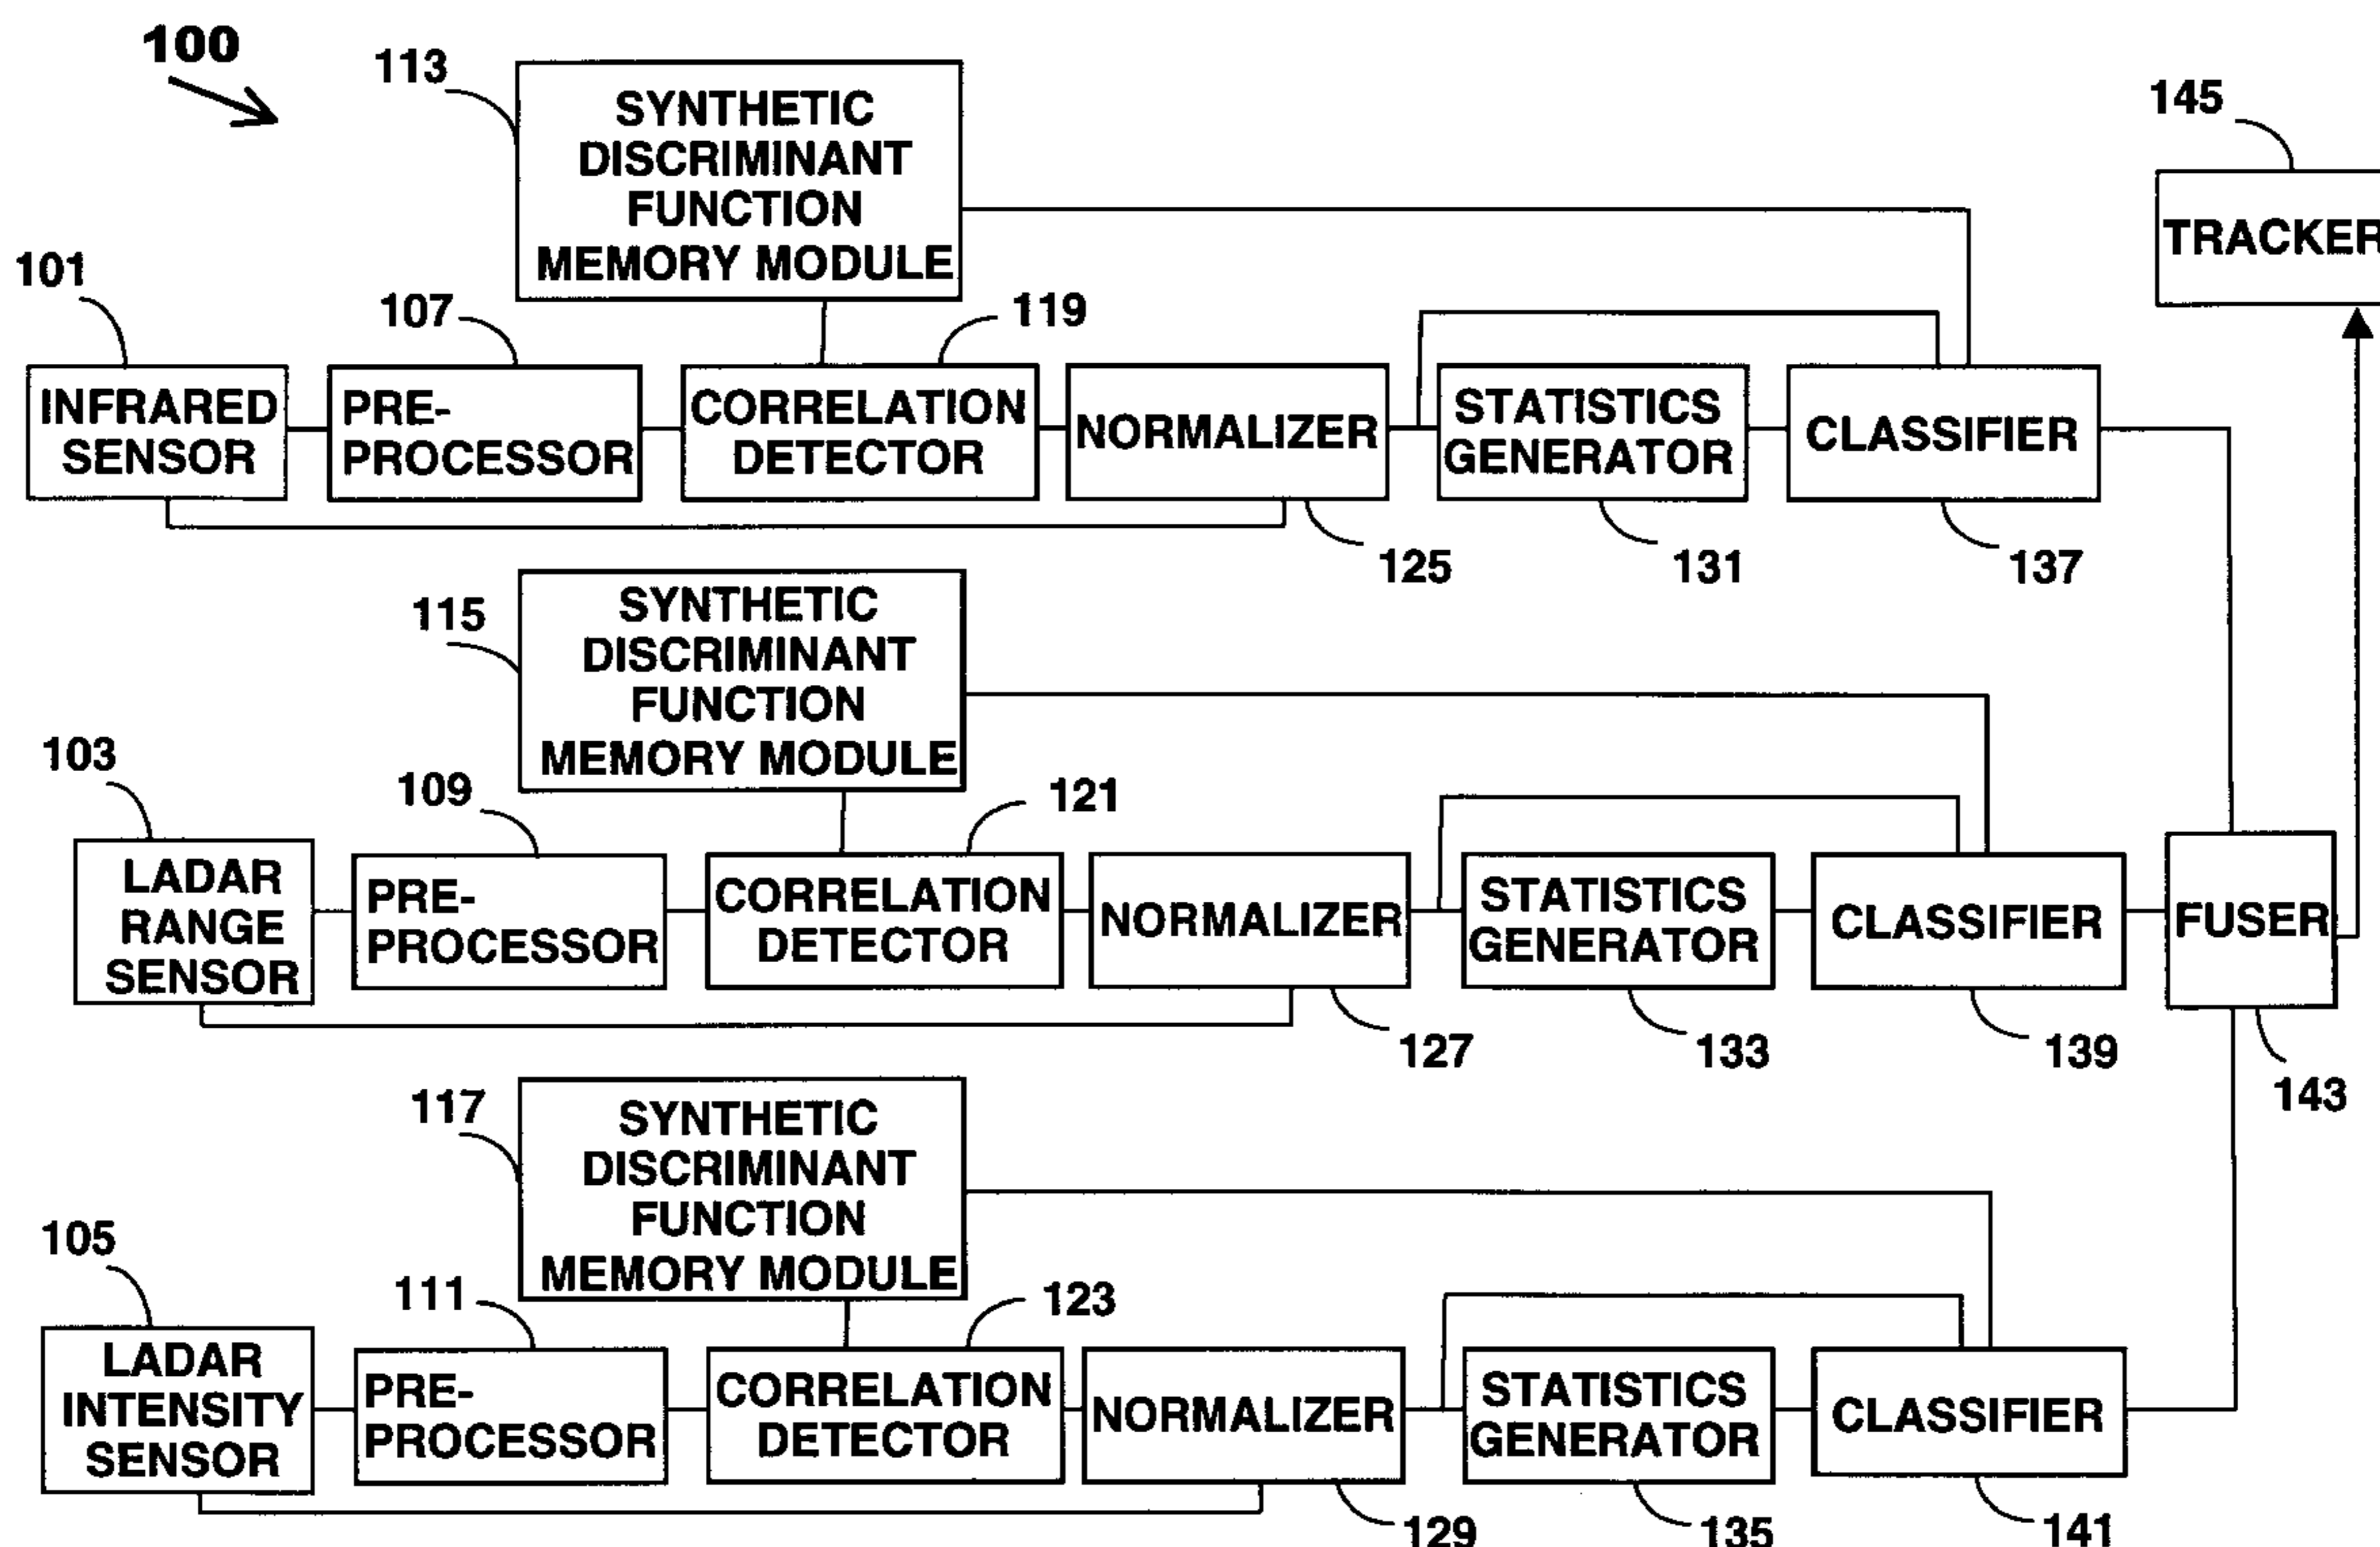 100
113
SYNTHETIC
DISCRIMINANT
FUNCTION
MEMORY MODULE
145
TRACKER
101
107
119
INFRARED
SENSOR
PRE-
PROCESSOR
CORRELATION
DETECTOR
NORMALIZER
STATISTICS
GENERATOR
CLASSIFIER
125
131
137
115
SYNTHETIC
DISCRIMINANT
FUNCTION
MEMORY MODULE
103
109
121
LADAR
RANGE
SENSOR
PRE-
PROCESSOR
CORRELATION
DETECTOR
NORMALIZER
STATISTICS
GENERATOR
CLASSIFIER
FUSER
127
133
139
143
117
SYNTHETIC
DISCRIMINANT
FUNCTION
MEMORY MODULE
105
111
123
LADAR
INTENSITY
SENSOR
PRE-
PROCESSOR
CORRELATION
DETECTOR
NORMALIZER
STATISTICS
GENERATOR
CLASSIFIER
129
135
141